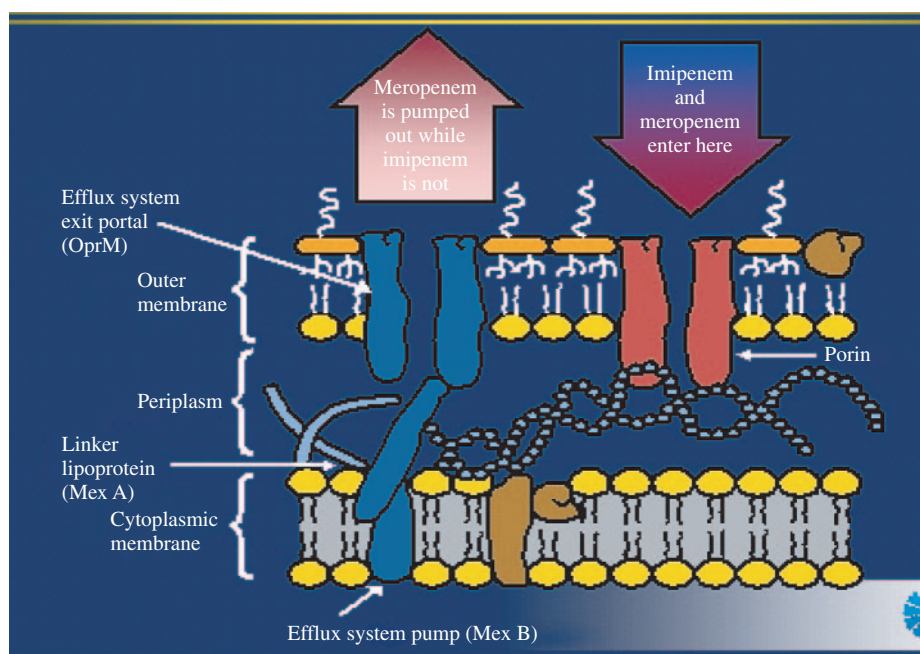 Meropenem
is pumped
out while
imipenem
is not
Imipenem
and
meropenem
enter here
Efflux system
exit portal
(OprM)
Outer
membrane
Porin
Periplasm
Linker
lipoprotein
(Mex A)
Cytoplasmic
membrane
Efflux system pump (Mex B)